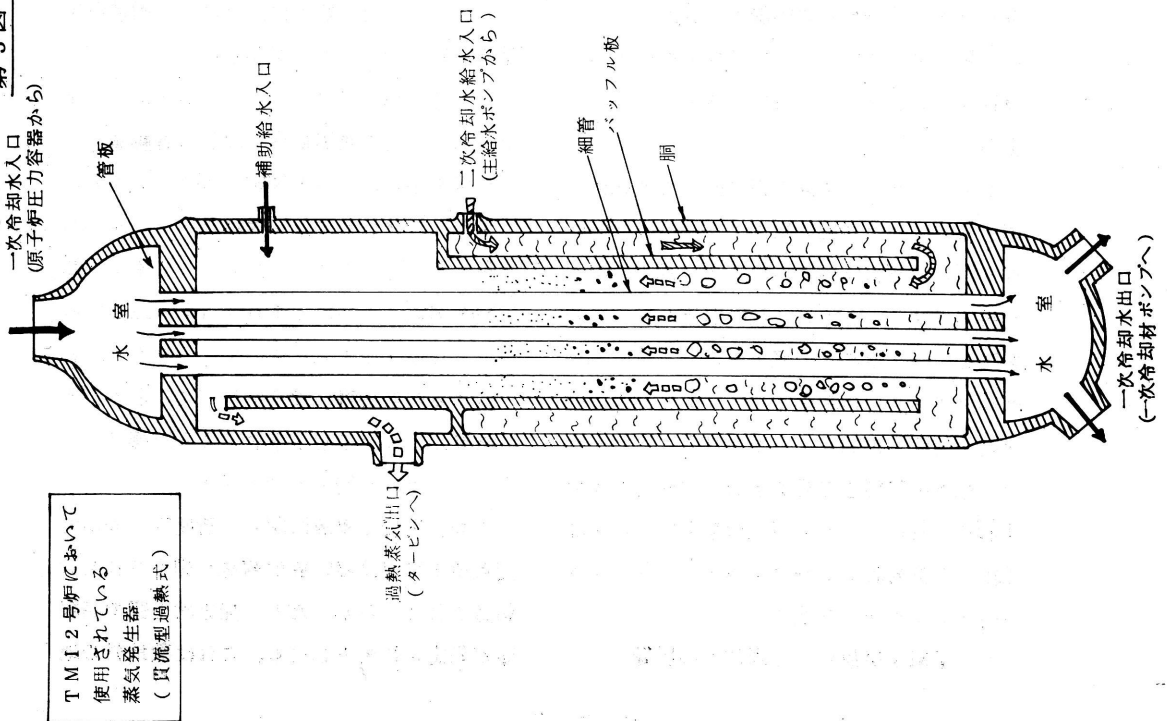 第5図
一次冷却水入口
(原子炉圧力容器から)
管板
補助給水入口
二次冷却水給水入口
(主給水ポンプから)
バッフル板
細管
胴
水 室
水 室
過熱蒸気出口
(タービンへ)
一次冷却水出口
(一次冷却材ポンプへ)
TMI2号炉において
使用されている
蒸気発生器
(貫流型過熱式)